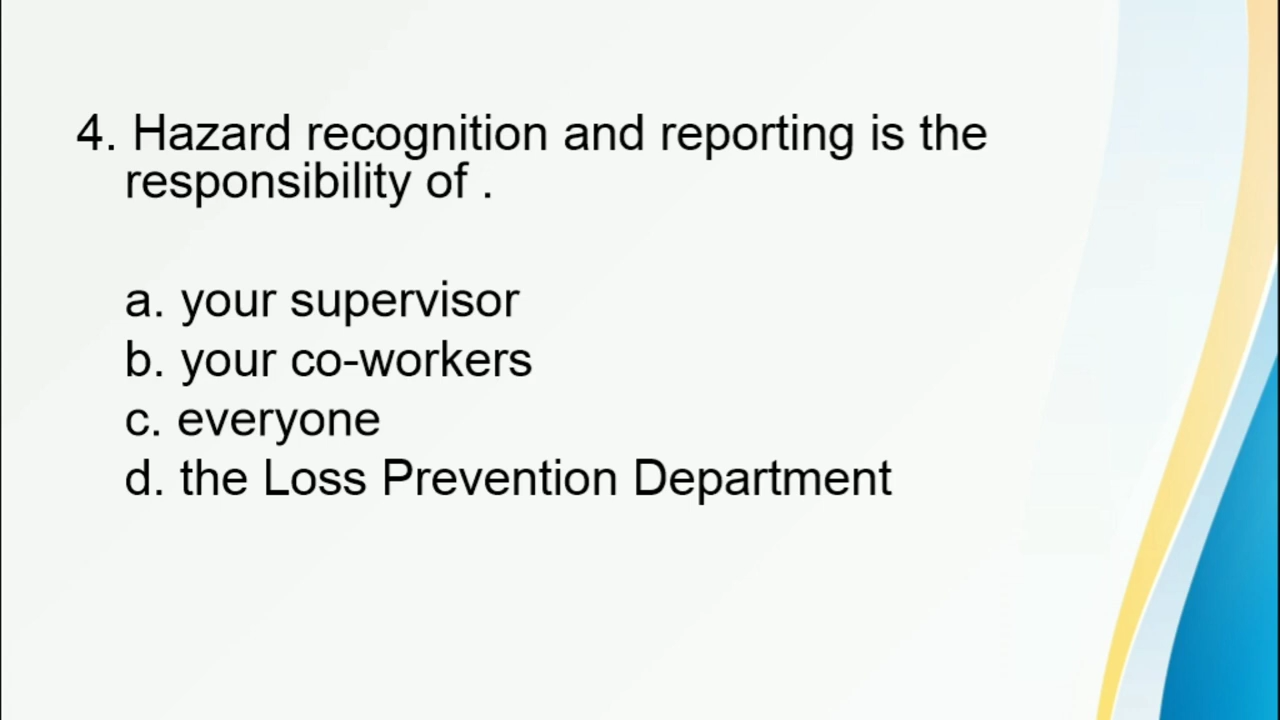 4. Hazard recognition and reporting is the
responsibility of .
a. your supervisor
b. your co-workers
c. everyone
d. the Loss Prevention Department